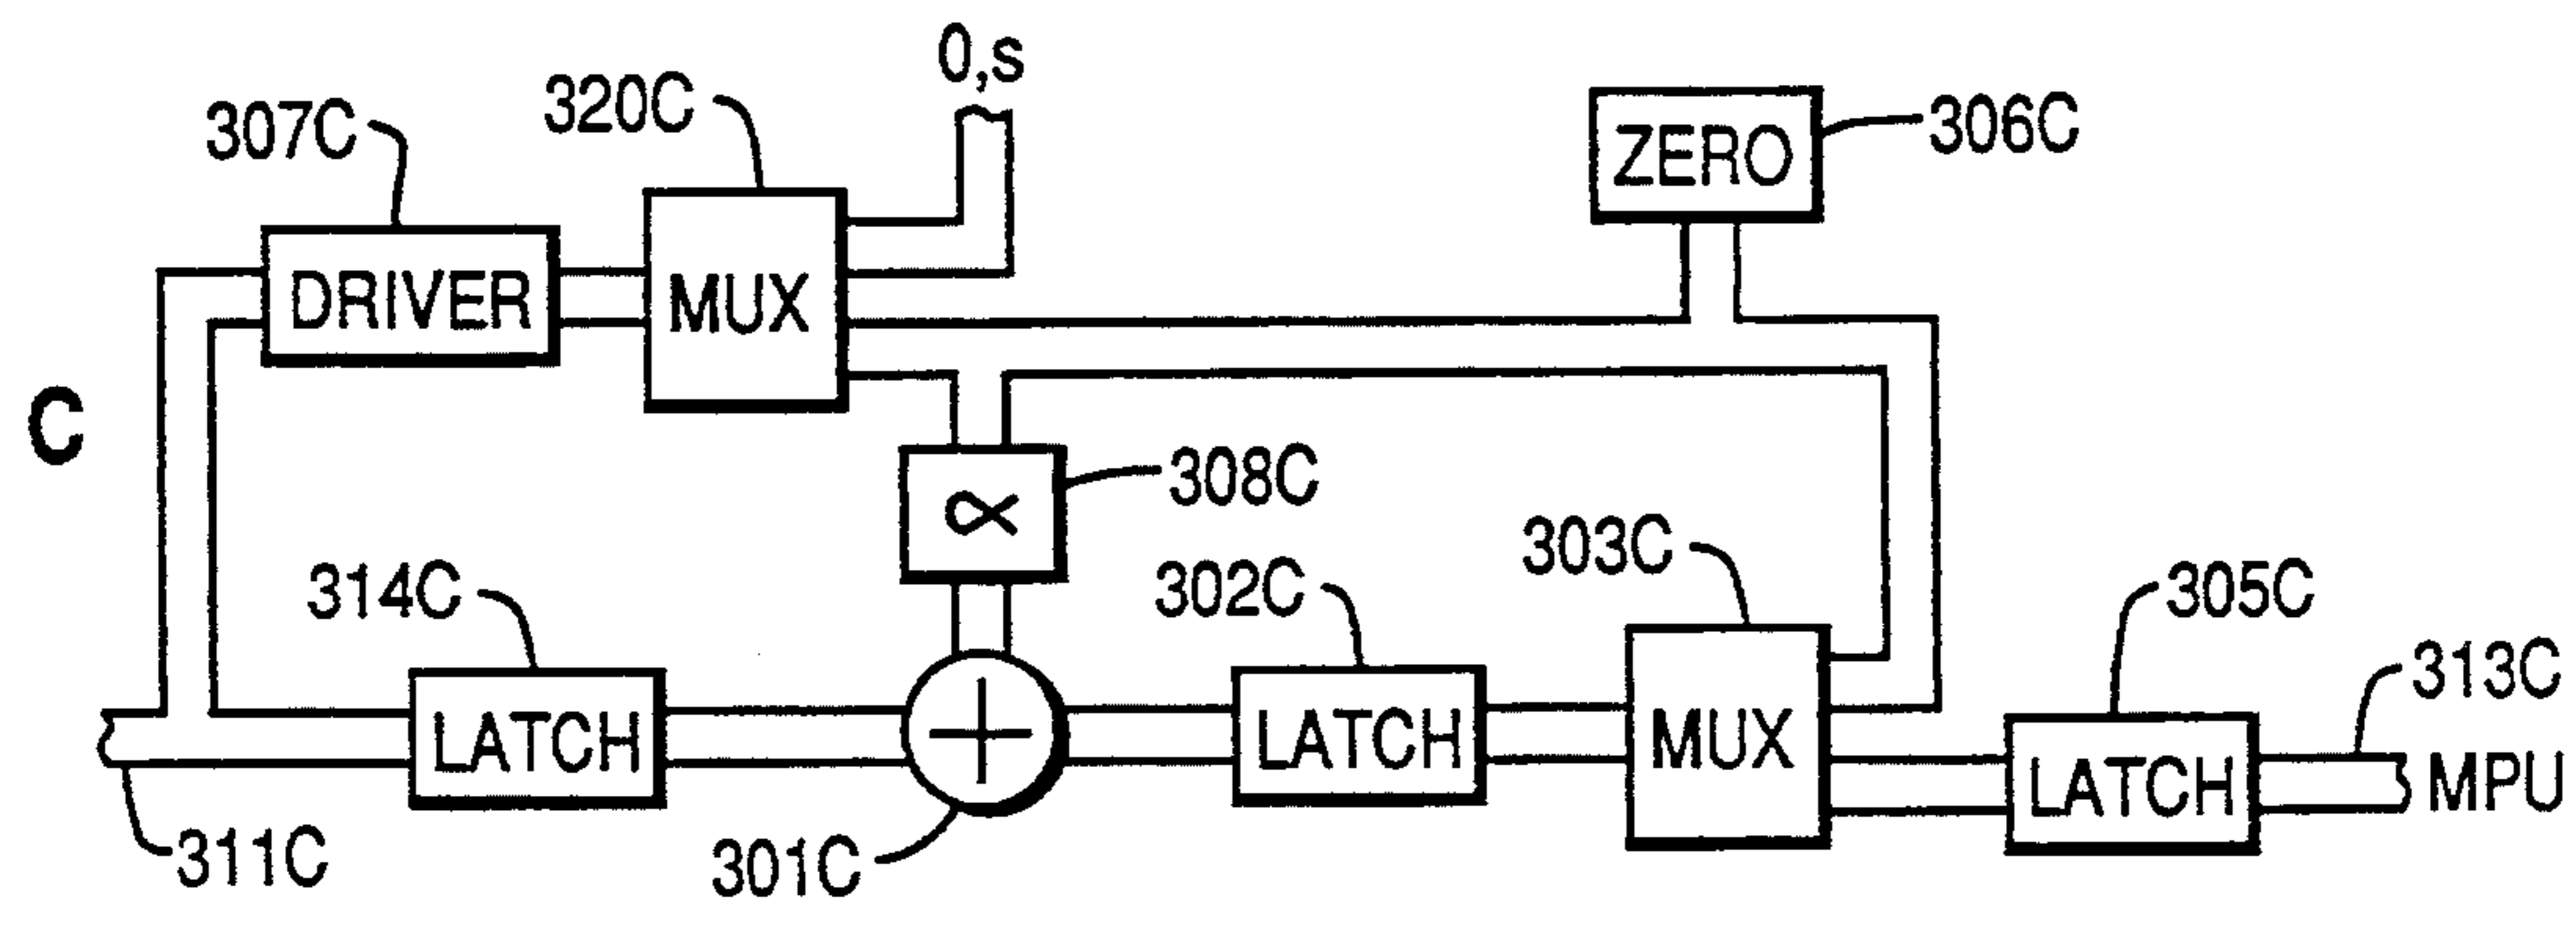 0,s
320C
307C
306C
ZERO
DRIVER
MUX
C
308C
∝
303C
314C
302C
305C
313C
LATCH
+
LATCH
MUX
LATCH
MPU
311C
301C